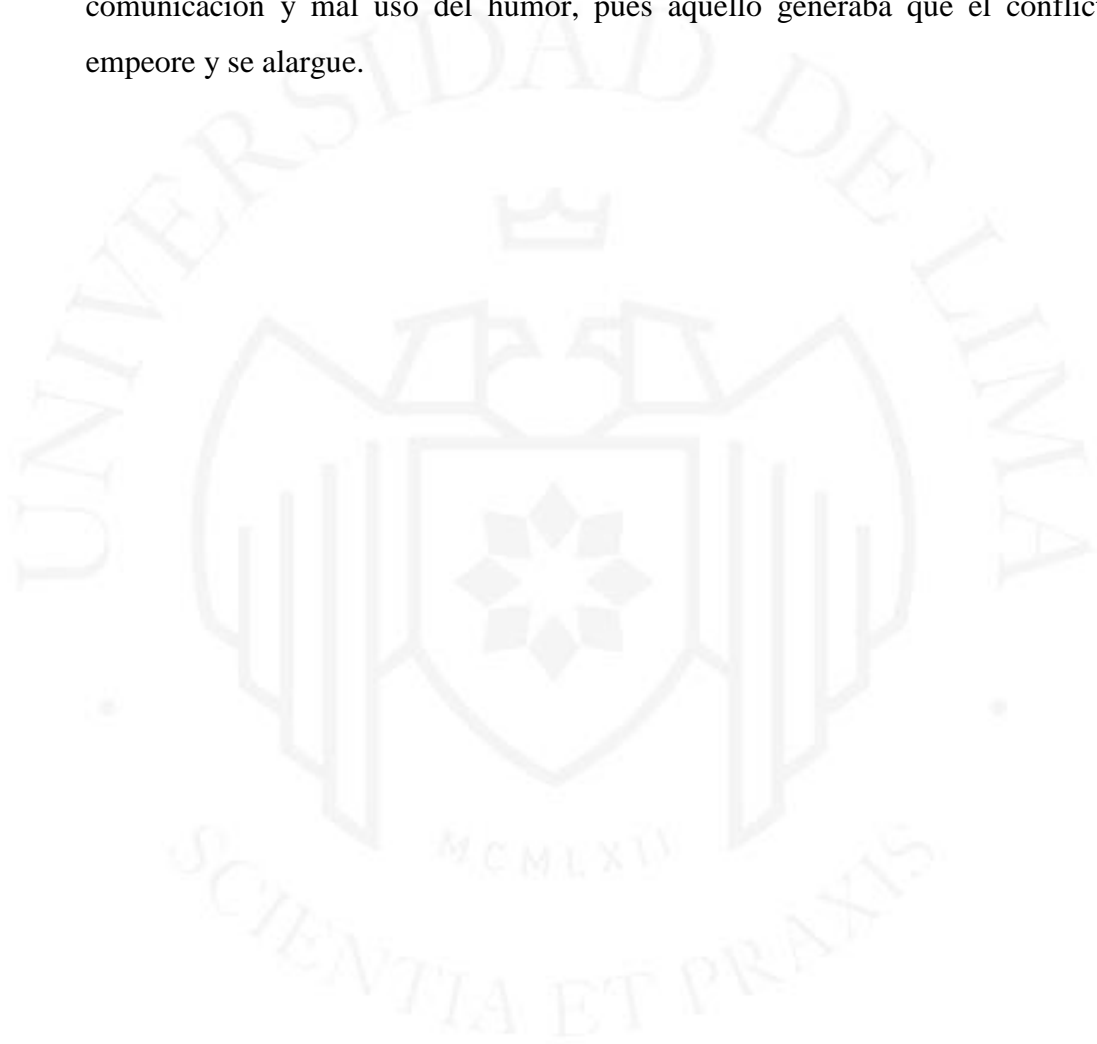 comunicación y mal uso del humor, pues aquello generaba que el conflic
empeore y se alargue.
UNIVERSIDAD DE LIMA
MCMLXII
SCIENTIA ET PRAXIS